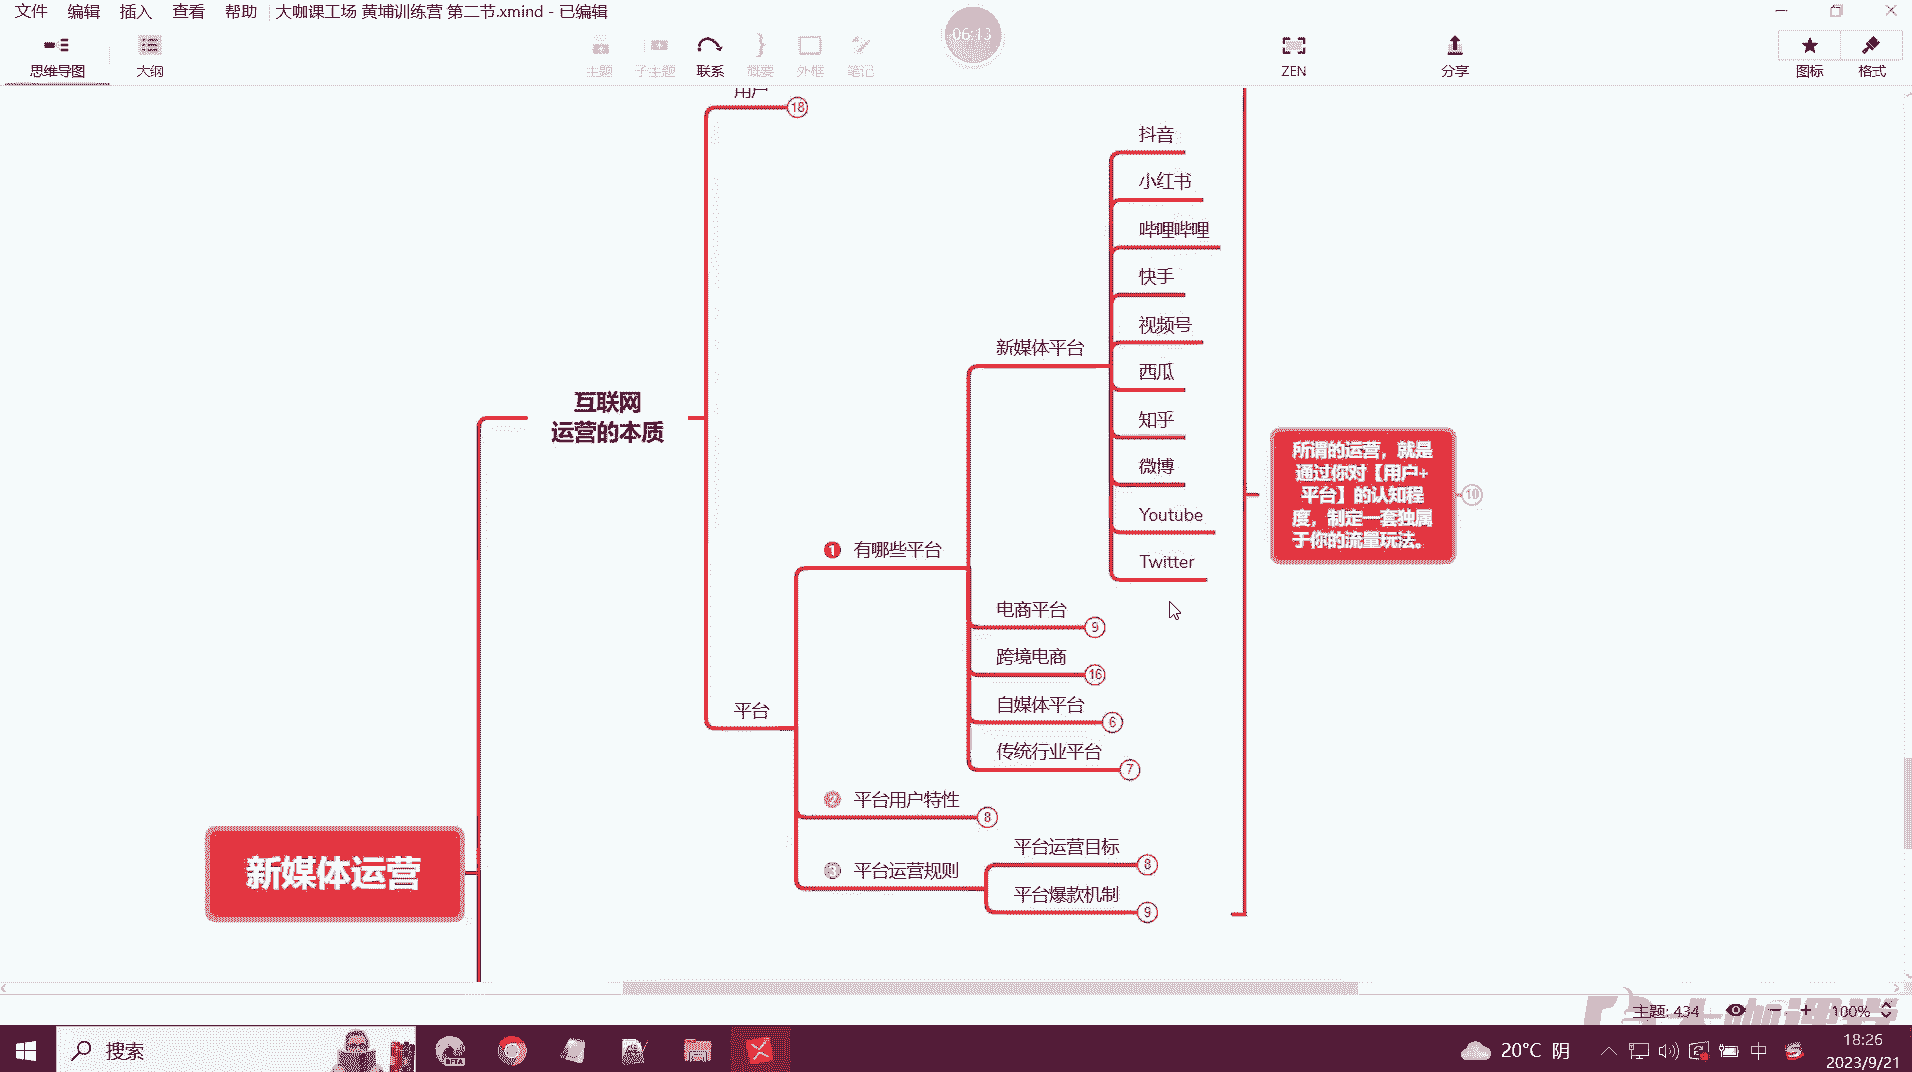 文件 编辑 插入 查看 帮助 大咖课工场 黄埔训练营 第二节.xmind - 已编辑
06:13
思维导图 大纲 主题 子主题 联系 概要 外框 笔记 ZEN 分享 图标 格式
用户 18
抖音
小红书
哔哩哔哩
快手
视频号
新媒体平台
西瓜
知乎
微博
Youtube
Twitter
互联网
运营的本质
所谓的运营，就是
通过你对【用户+
平台】的认知程
度，制定一套独属
于你的流量玩法。
10
1 有哪些平台
电商平台 9
跨境电商 16
自媒体平台 6
传统行业平台 7
平台
2 平台用户特性 8
平台运营目标 8
3 平台运营规则
平台爆款机制 9
新媒体运营
主题: 434 100%
搜索
BETA
20°C 阴
中
18:26
2023/9/21